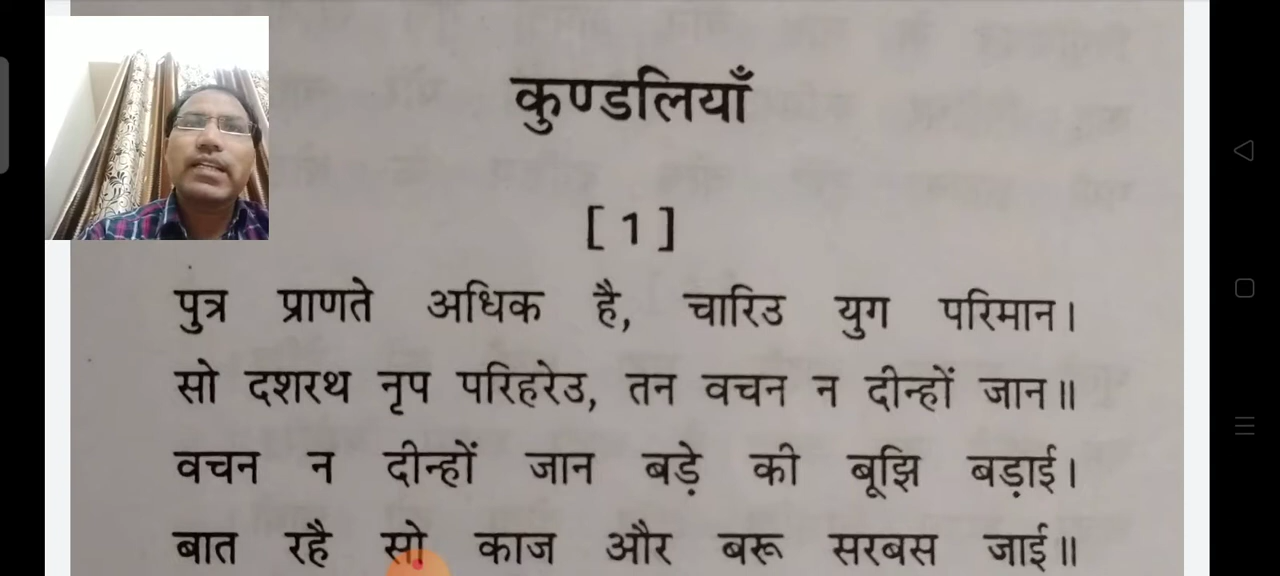 कुण्डलियाँ
[ 1 ]
पुत्र प्राणते अधिक है, चारिउ युग परिमान।
सो दशरथ नृप परिहरेउ, तन वचन न दीन्हों जान॥
वचन न दीन्हों जान बड़े की बूझि बड़ाई।
बात रहै सो काज और बरू सरबस जाई॥